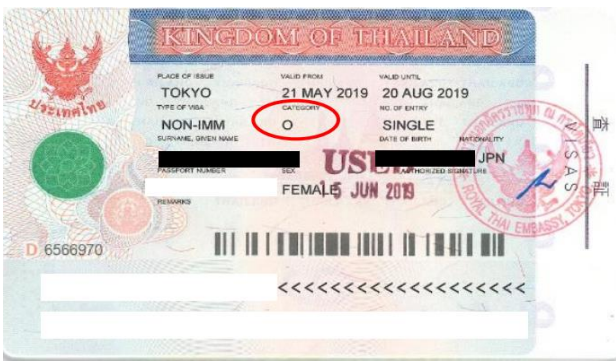 KINGDOM OF THAILAND
ประเทศไทย
PLACE OF ISSUE VALID FROM VALID UNTIL
TOKYO 21 MAY 2019 20 AUG 2019
TYPE OF VISA CATEGORY NO. OF ENTRY
NON-IMM O SINGLE
SURNAME, GIVEN NAME DATE OF BIRTH NATIONALITY
JPN
USED
PASSPORT NUMBER SEX AUTHORIZED SIGNATURE
FEMALE
15 JUN 2019
REMARKS
ROYAL THAI EMBASSY, TOKYO
VISAS
査証
D 6566970
<<<<<<<<<<<<<<<<<<<<<<<